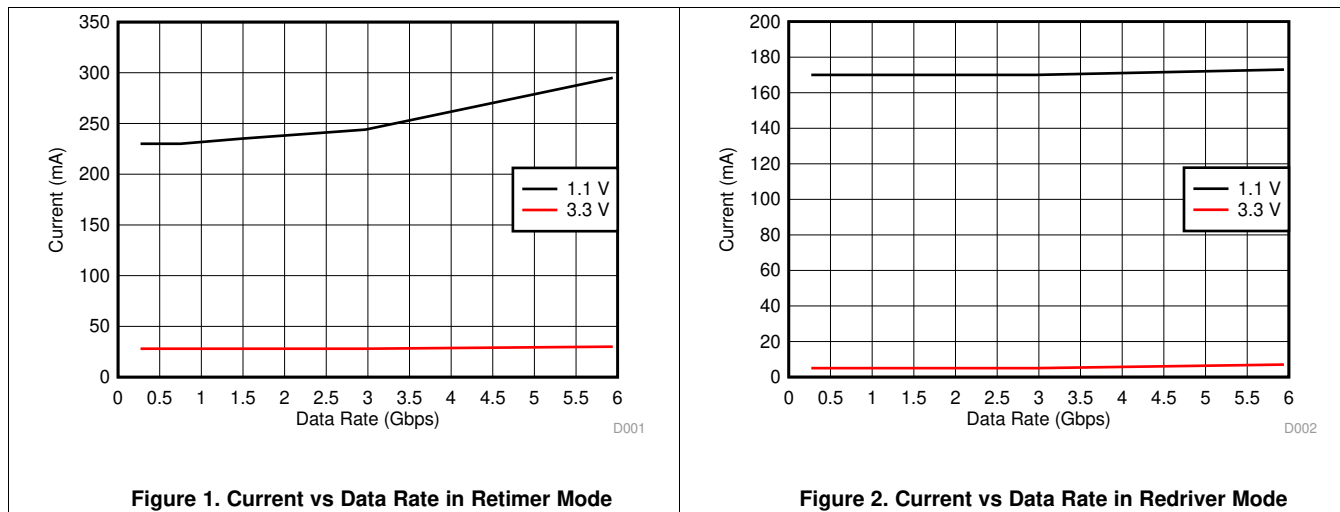 350
300
250
200
150
100
50
0
Current (mA)
1.1 V
3.3 V
0 0.5 1 1.5 2 2.5 3 3.5 4 4.5 5 5.5 6
Data Rate (Gbps)
D001
Figure 1. Current vs Data Rate in Retimer Mode
200
180
160
140
120
100
80
60
40
20
0
Current (mA)
1.1 V
3.3 V
0 0.5 1 1.5 2 2.5 3 3.5 4 4.5 5 5.5 6
Data Rate (Gbps)
D002
Figure 2. Current vs Data Rate in Redriver Mode